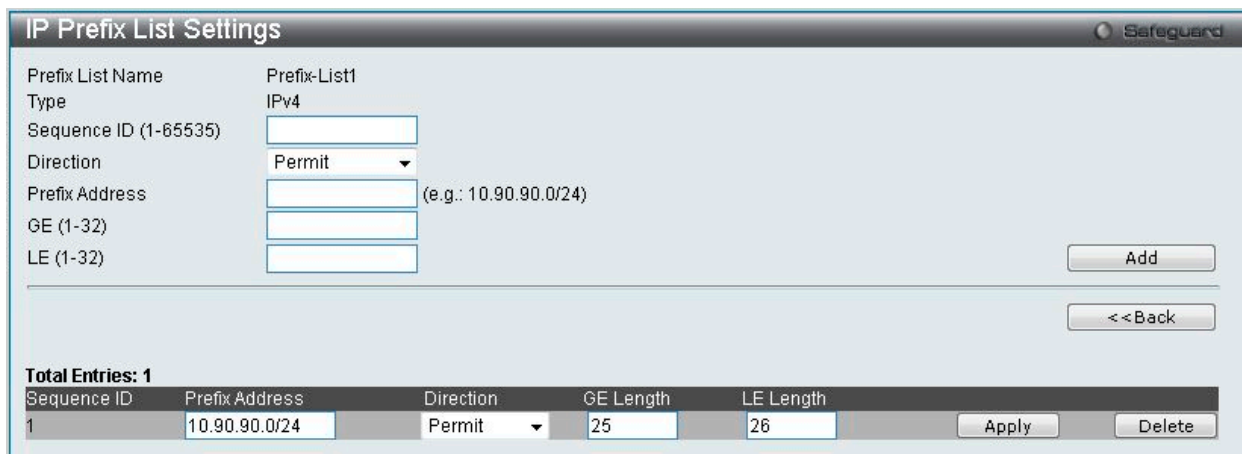 IP Prefix List Settings Safeguard
Prefix List Name Prefix-List1
Type IPv4
Sequence ID (1-65535)
Direction Permit
Prefix Address (e.g.: 10.90.90.0/24)
GE (1-32)
LE (1-32) Add
<<Back
Total Entries: 1
Sequence ID Prefix Address Direction GE Length LE Length
1 10.90.90.0/24 Permit 25 26 Apply Delete